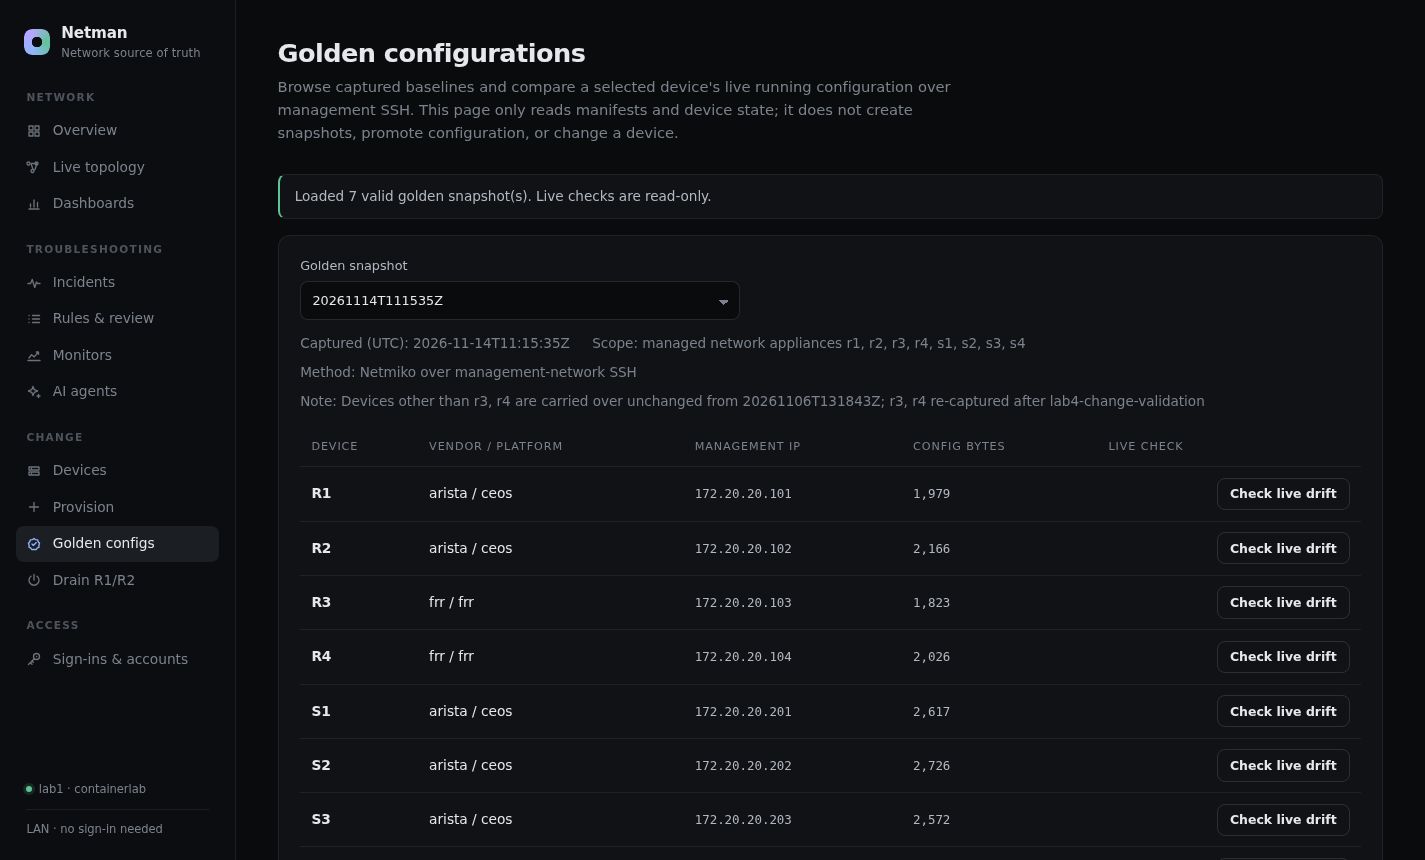 Netman
Network source of truth
NETWORK
Overview
Live topology
Dashboards
TROUBLESHOOTING
Incidents
Rules & review
Monitors
AI agents
CHANGE
Devices
Provision
Golden configs
Drain R1/R2
ACCESS
Sign-ins & accounts
lab1 · containerlab
LAN · no sign-in needed
Golden configurations
Browse captured baselines and compare a selected device's live running configuration over
management SSH. This page only reads manifests and device state; it does not create
snapshots, promote configuration, or change a device.
Loaded 7 valid golden snapshot(s). Live checks are read-only.
Golden snapshot
20261114T111535Z
Captured (UTC): 2026-11-14T11:15:35Z Scope: managed network appliances r1, r2, r3, r4, s1, s2, s3, s4
Method: Netmiko over management-network SSH
Note: Devices other than r3, r4 are carried over unchanged from 20261106T131843Z; r3, r4 re-captured after lab4-change-validation
DEVICE VENDOR / PLATFORM MANAGEMENT IP CONFIG BYTES LIVE CHECK
R1 arista / ceos 172.20.20.101 1,979 Check live drift
R2 arista / ceos 172.20.20.102 2,166 Check live drift
R3 frr / frr 172.20.20.103 1,823 Check live drift
R4 frr / frr 172.20.20.104 2,026 Check live drift
S1 arista / ceos 172.20.20.201 2,617 Check live drift
S2 arista / ceos 172.20.20.202 2,726 Check live drift
S3 arista / ceos 172.20.20.203 2,572 Check live drift